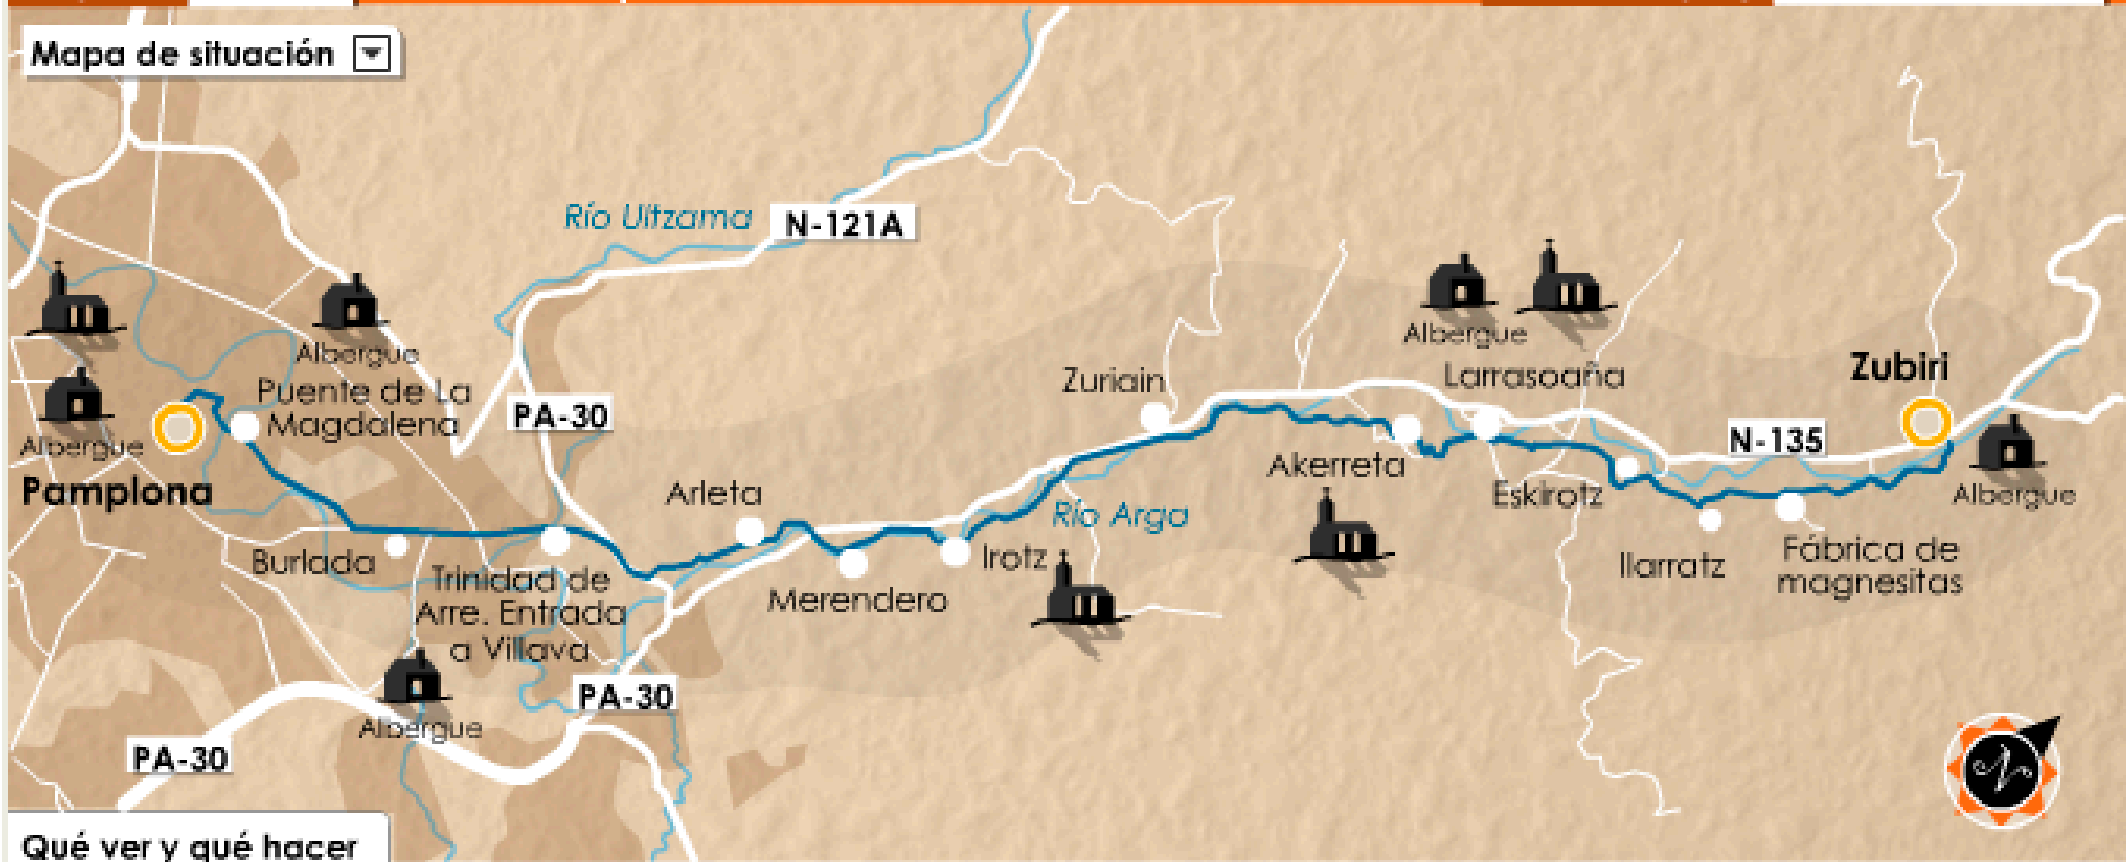 Mapa de situación
Río Ultzama
N-121A
Albergue
Puente de La
Magdalena
PA-30
Albergue
Pamplona
Zuriain
Albergue
Larrasoaña
Zubiri
N-135
Akerreta
Eskirotz
Albergue
Arleta
Río Arga
Burlada
Trinidad de
Arre. Entrada
a Villava
Merendero
Irotz
Ilarratz
Fábrica de
magnesitas
PA-30
Albergue
PA-30
N
Qué ver y qué hacer